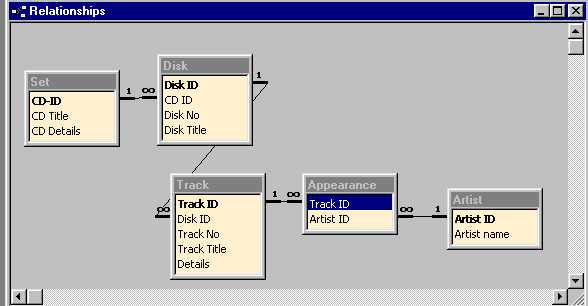 Relationships
Set
CD-ID
CD Title
CD Details
1
∞
Disk
Disk ID
CD ID
Disk No
Disk Title
1
∞
Track
Track ID
Disk ID
Track No
Track Title
Details
1
∞
Appearance
Track ID
Artist ID
∞
1
Artist
Artist ID
Artist name